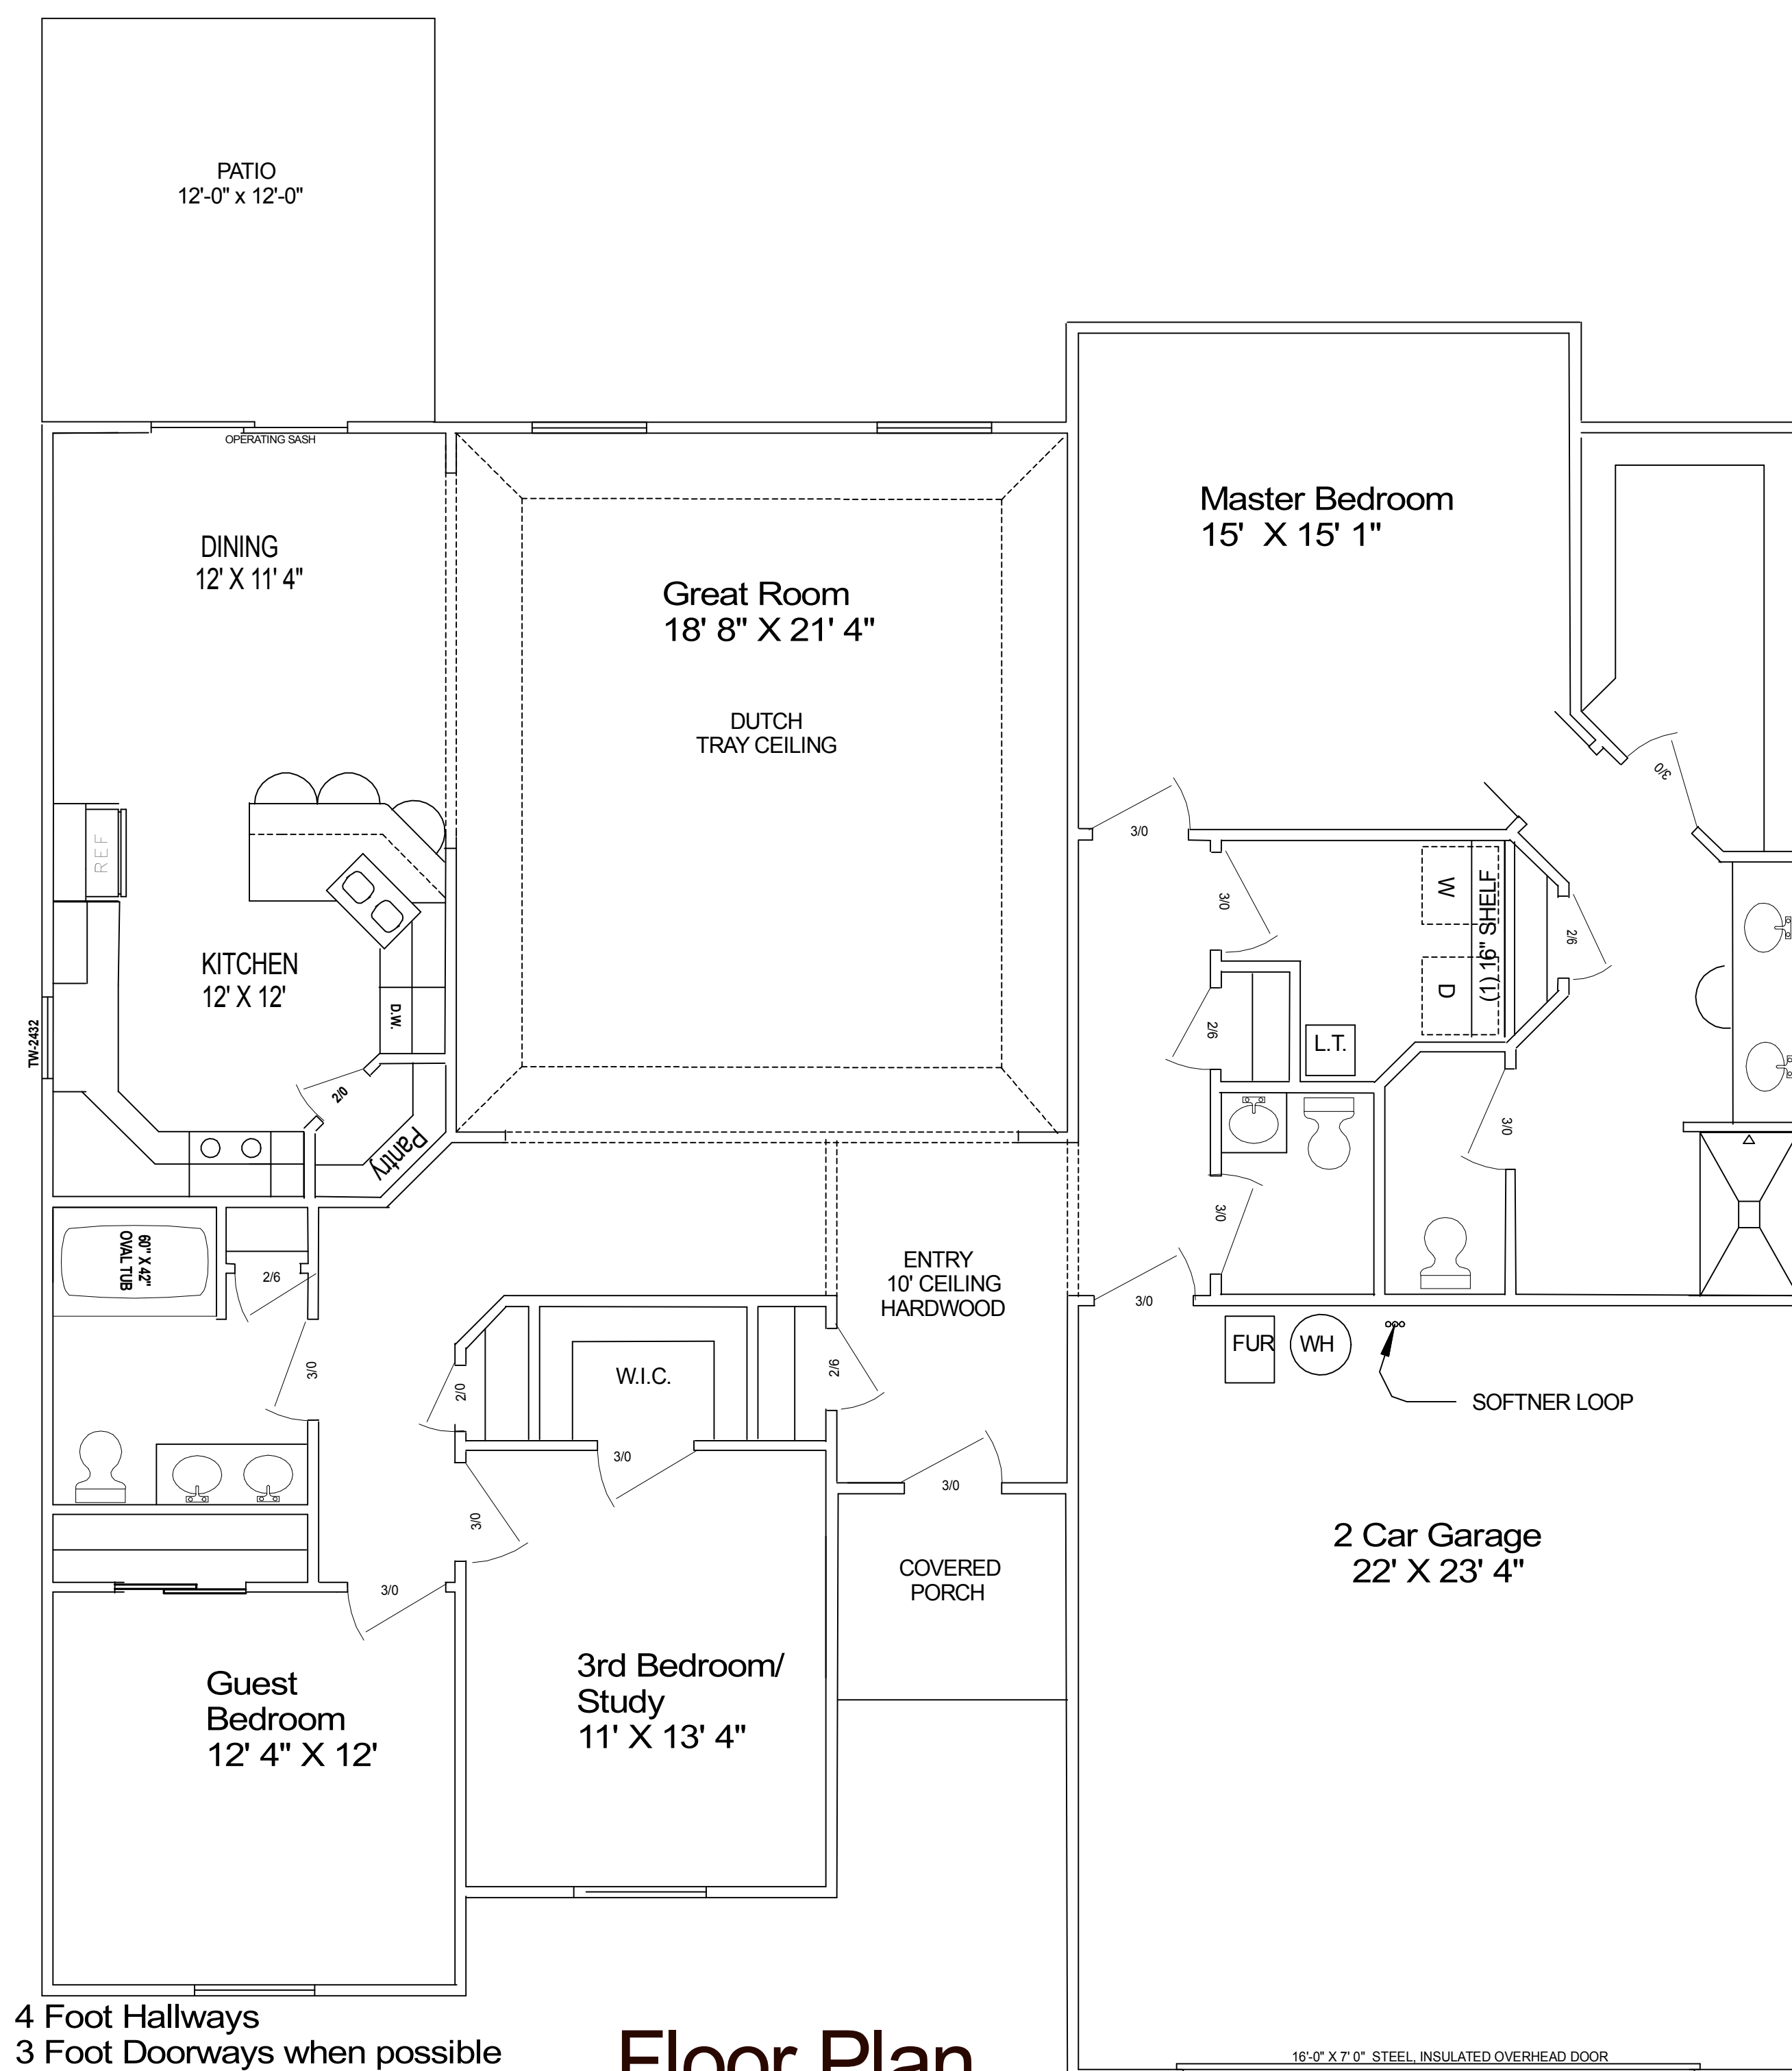 PATIO
12'-0" x 12'-0"
OPERATING SASH
DINING
12' X 11' 4"
Great Room
18' 8" X 21' 4"
DUTCH
TRAY CEILING
Master Bedroom
15' X 15' 1"
3/0
3/0
REF
KITCHEN
12' X 12'
D.W.
TW-2432
2/0
Pantry
3/0
W
D
(1) 16" SHELF
2/6
2/6
L.T.
3/0
3/0
60" X 42"
OVAL TUB
2/6
ENTRY
10' CEILING
HARDWOOD
3/0
FUR
WH
SOFTNER LOOP
3/0
2/0
W.I.C.
2/6
3/0
3/0
3/0
3/0
COVERED
PORCH
2 Car Garage
22' X 23' 4"
Guest
Bedroom
12' 4" X 12'
3rd Bedroom/
Study
11' X 13' 4"
4 Foot Hallways
3 Foot Doorways when possible
Floor Plan
16'-0" X 7' 0" STEEL, INSULATED OVERHEAD DOOR